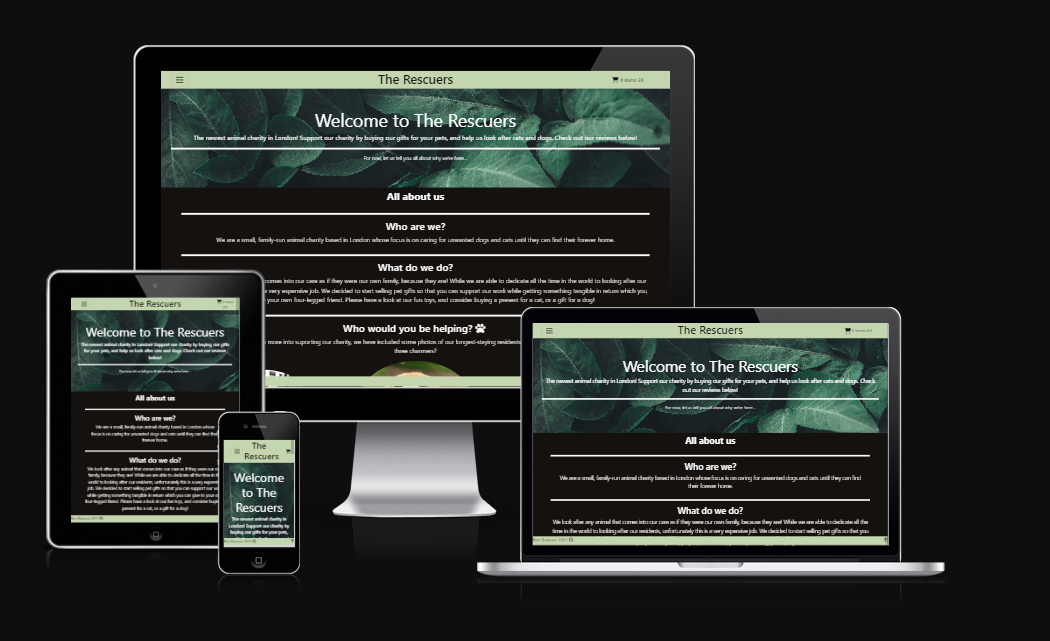 The Rescuers
0 items £0
Welcome to The Rescuers
The newest animal charity in London! Support our charity by buying our gifts for your pets, and help us look after cats and dogs. Check out our reviews below!
For now, let us tell you all about why we're here...
All about us
Who are we?
We are a small, family-run animal charity based in London whose focus is on caring for unwanted dogs and cats until they can find their forever home.
What do we do?
comes into our care as if they were our own family, because they are! While we are able to dedicate all the time in the world to looking after our
very expensive job. We decided to start selling pet gifts so that you can support our work while getting something tangible in return which you
your own four-legged friend. Please have a look at our fun toys, and consider buying a present for a cat, or a gift for a dog!
Who would you be helping?
more into suporting our charity, we have included some photos of our longest-staying residents
three charmers?
The Rescuers
Welcome to The Rescuers
The newest animal charity in London! Support our charity by buying our gifts
for your pets, and help us look after cats and dogs. Check out our reviews
below!
For now, let us tell you all about why we're here...
All about us
Who are we?
We are a small, family-run animal charity based in London whose
focus is on caring for unwanted dogs and cats until they can find their
forever home.
What do we do?
We look after any animal that comes into our care as if they were our own
family, because they are! While we are able to dedicate all the time in the
world to looking after our residents, unfortunately this is a very expensive
job. We decided to start selling pet gifts so that you can support our work
while getting something tangible in return which you can give to your own
four-legged friend. Please have a look at our fun toys, and consider buying a
present for a cat, or a gift for a dog!
The
Rescuers
Welcome
to The
Rescuers
The newest animal charity in
London! Support our charity by
buying our gifts for your pets,
The Rescuers
0 items £0
Welcome to The Rescuers
The newest animal charity in London! Support our charity by buying our gifts for your pets, and help us look after cats and dogs. Check
out our reviews below!
For now, let us tell you all about why we're here...
All about us
Who are we?
We are a small, family-run animal charity based in London whose focus is on caring for unwanted dogs and cats until they can find
their forever home.
What do we do?
We look after any animal that comes into our care as if they were our own family, because they are! While we are able to dedicate all the
time in the world to looking after our residents, unfortunately this is a very expensive job. We decided to start selling pet gifts so that you